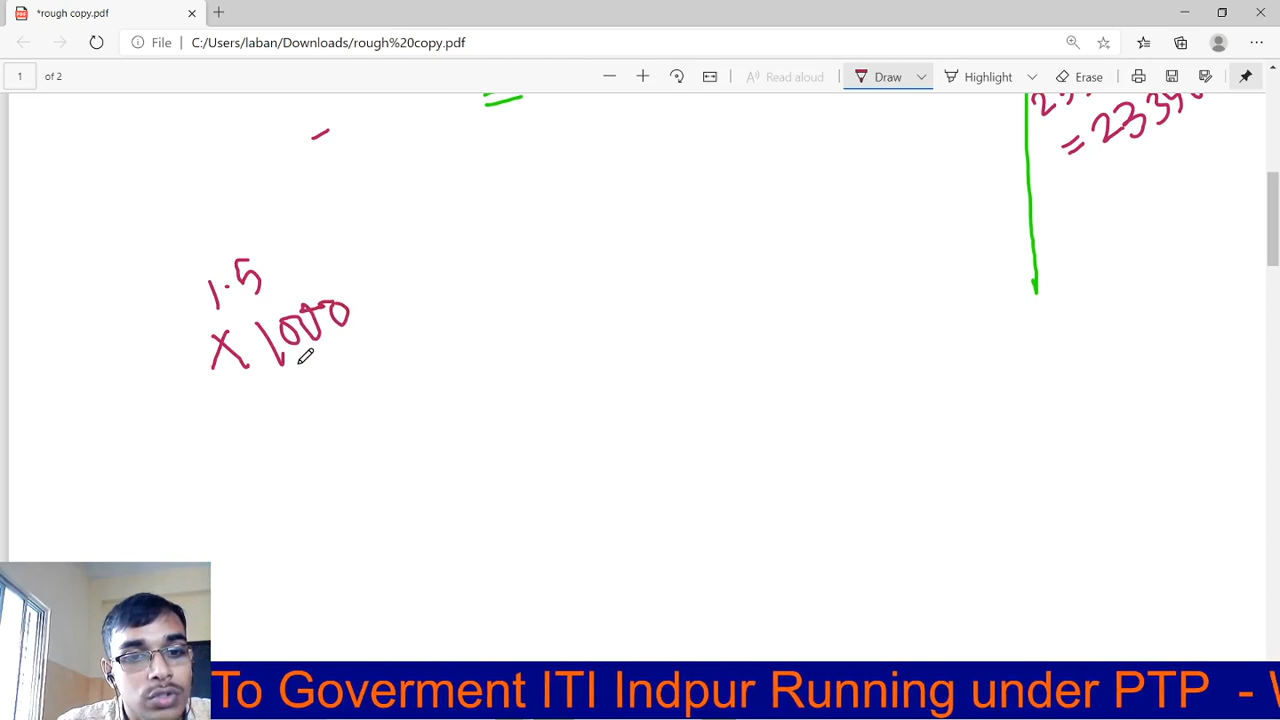 *rough copy.pdf
File
C:/Users/laban/Downloads/rough%20copy.pdf
1 of 2
Read aloud
Draw
Highlight
Erase
= 2339
1.5
X 1000
To Goverment ITI Indpur Running under PTP -